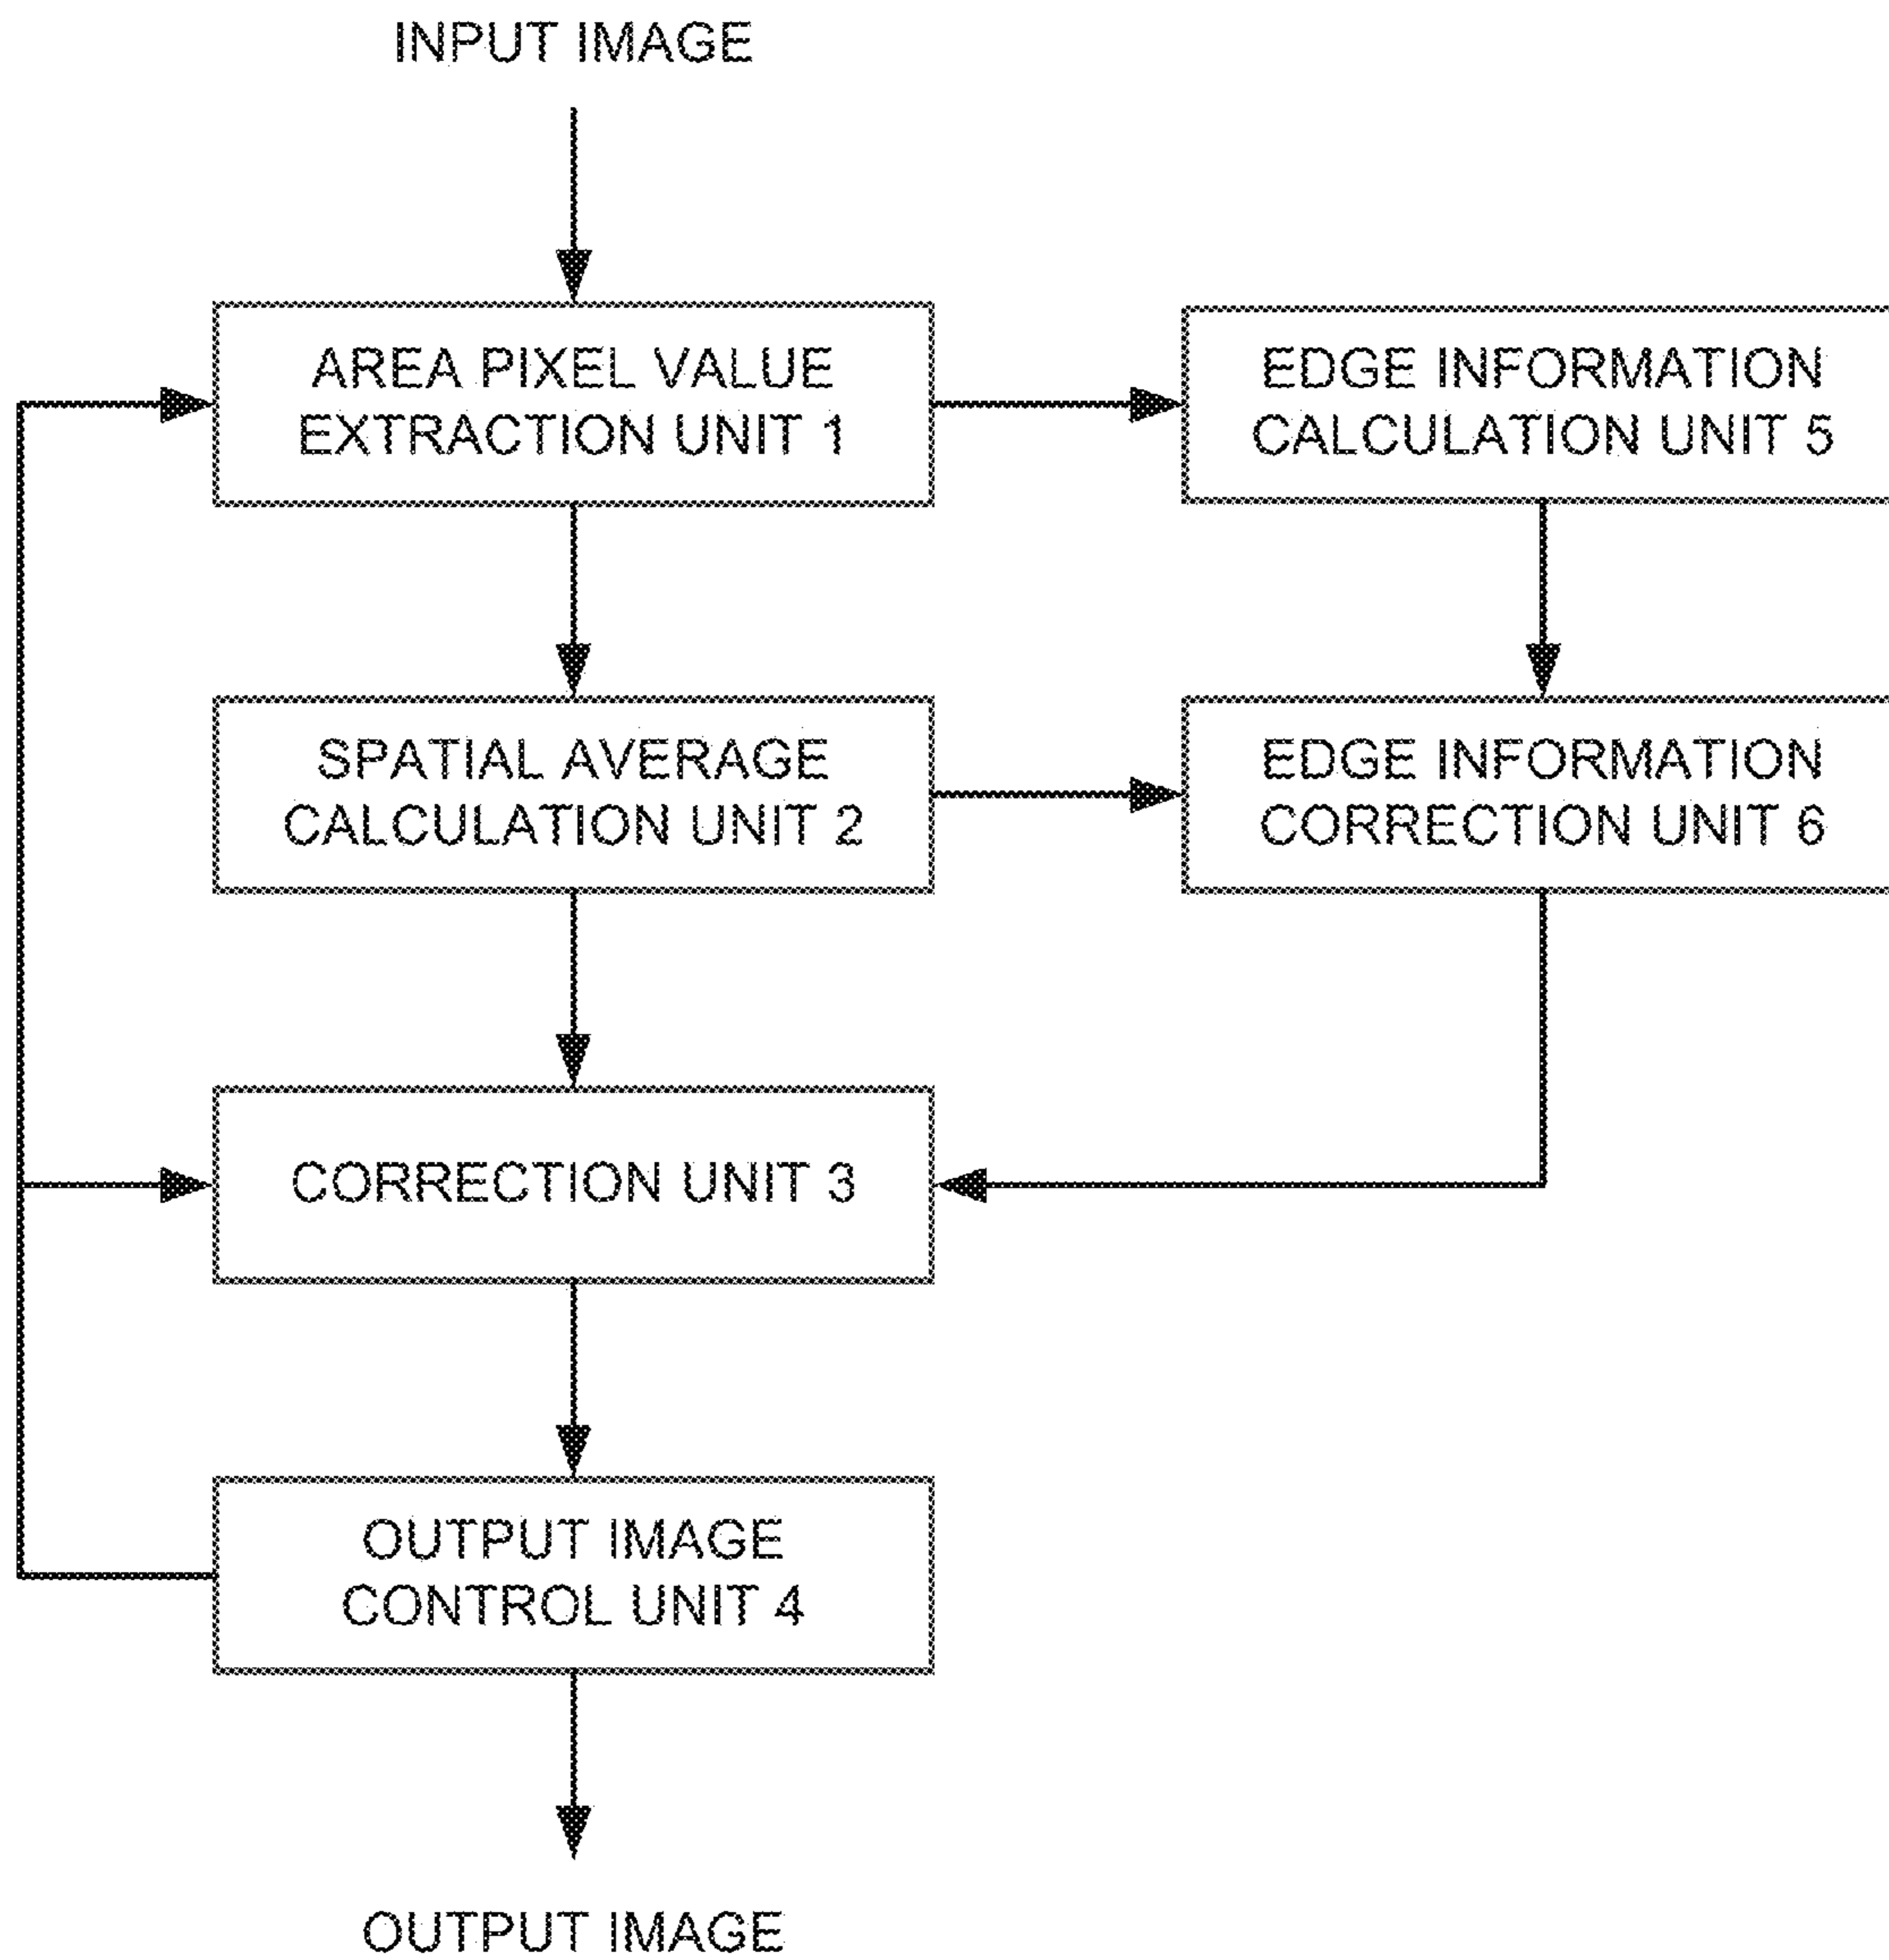 INPUT IMAGE
AREA PIXEL VALUE
EXTRACTION UNIT 1
EDGE INFORMATION
CALCULATION UNIT 5
SPATIAL AVERAGE
CALCULATION UNIT 2
EDGE INFORMATION
CORRECTION UNIT 6
CORRECTION UNIT 3
OUTPUT IMAGE
CONTROL UNIT 4
OUTPUT IMAGE